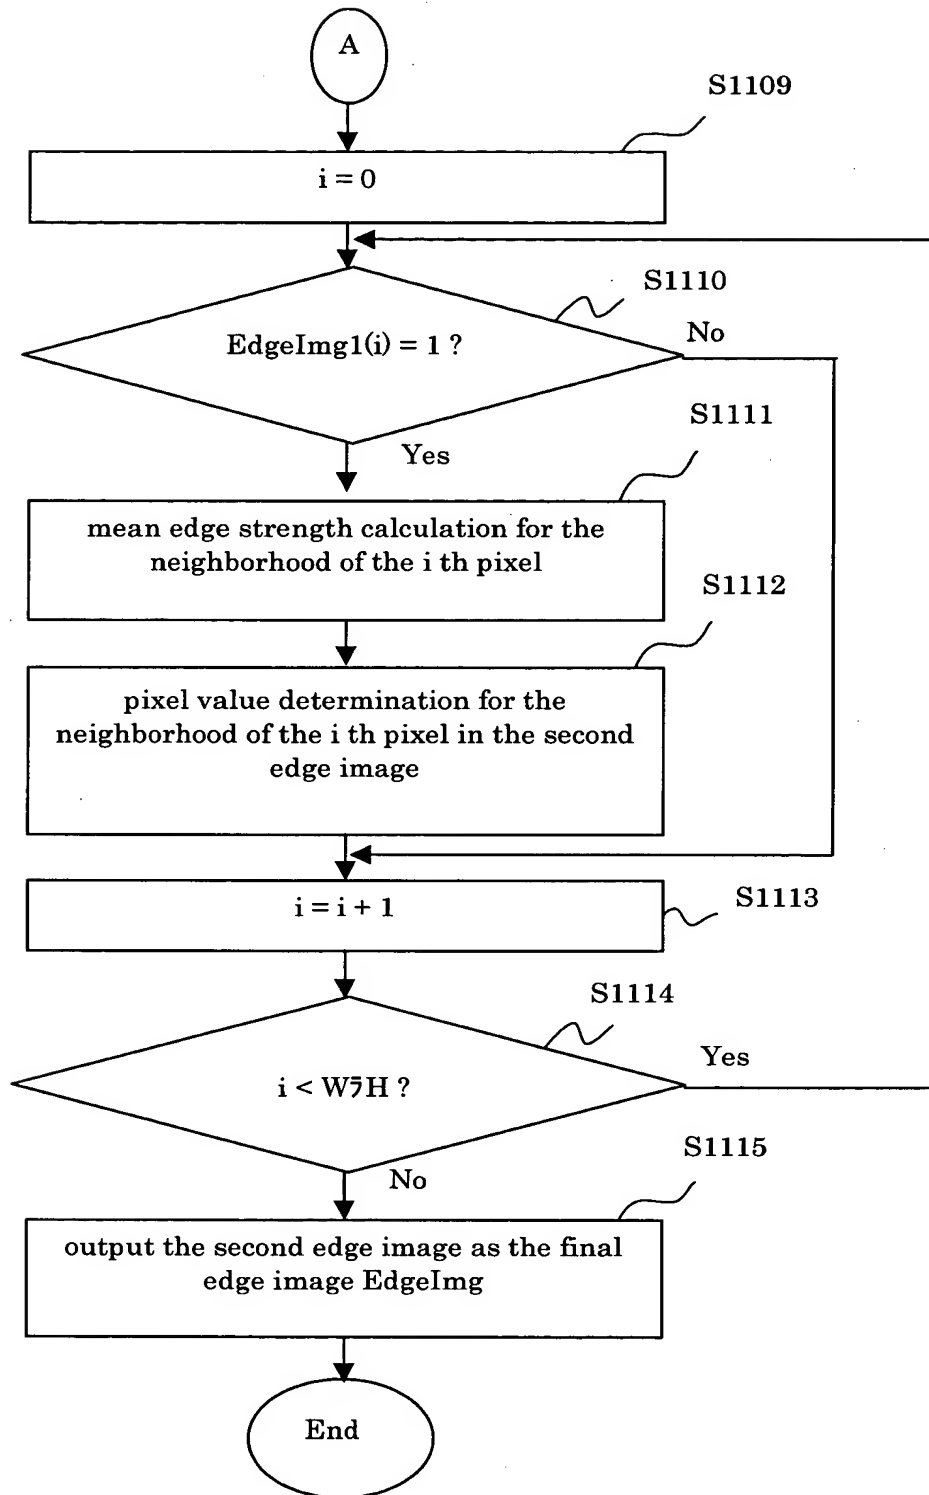 A
S1109
i = 0
S1110
EdgeImg1(i) = 1 ?
No
Yes
S1111
mean edge strength calculation for the
neighborhood of the i th pixel
S1112
pixel value determination for the
neighborhood of the i th pixel in the second
edge image
i = i + 1
S1113
S1114
i < W ﾗH ?
Yes
No
S1115
output the second edge image as the final
edge image EdgeImg
End